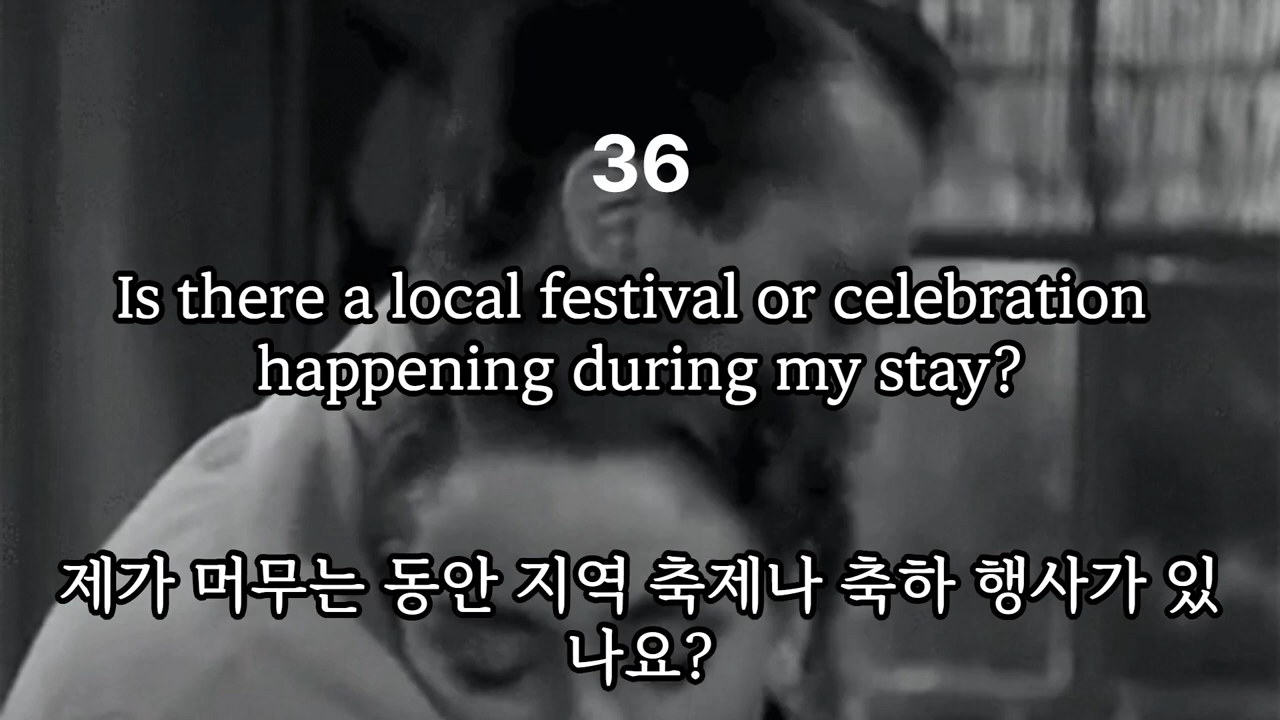 36
Is there a local festival or celebration
happening during my stay?
제가 머무는 동안 지역 축제나 축하 행사가 있
나요?